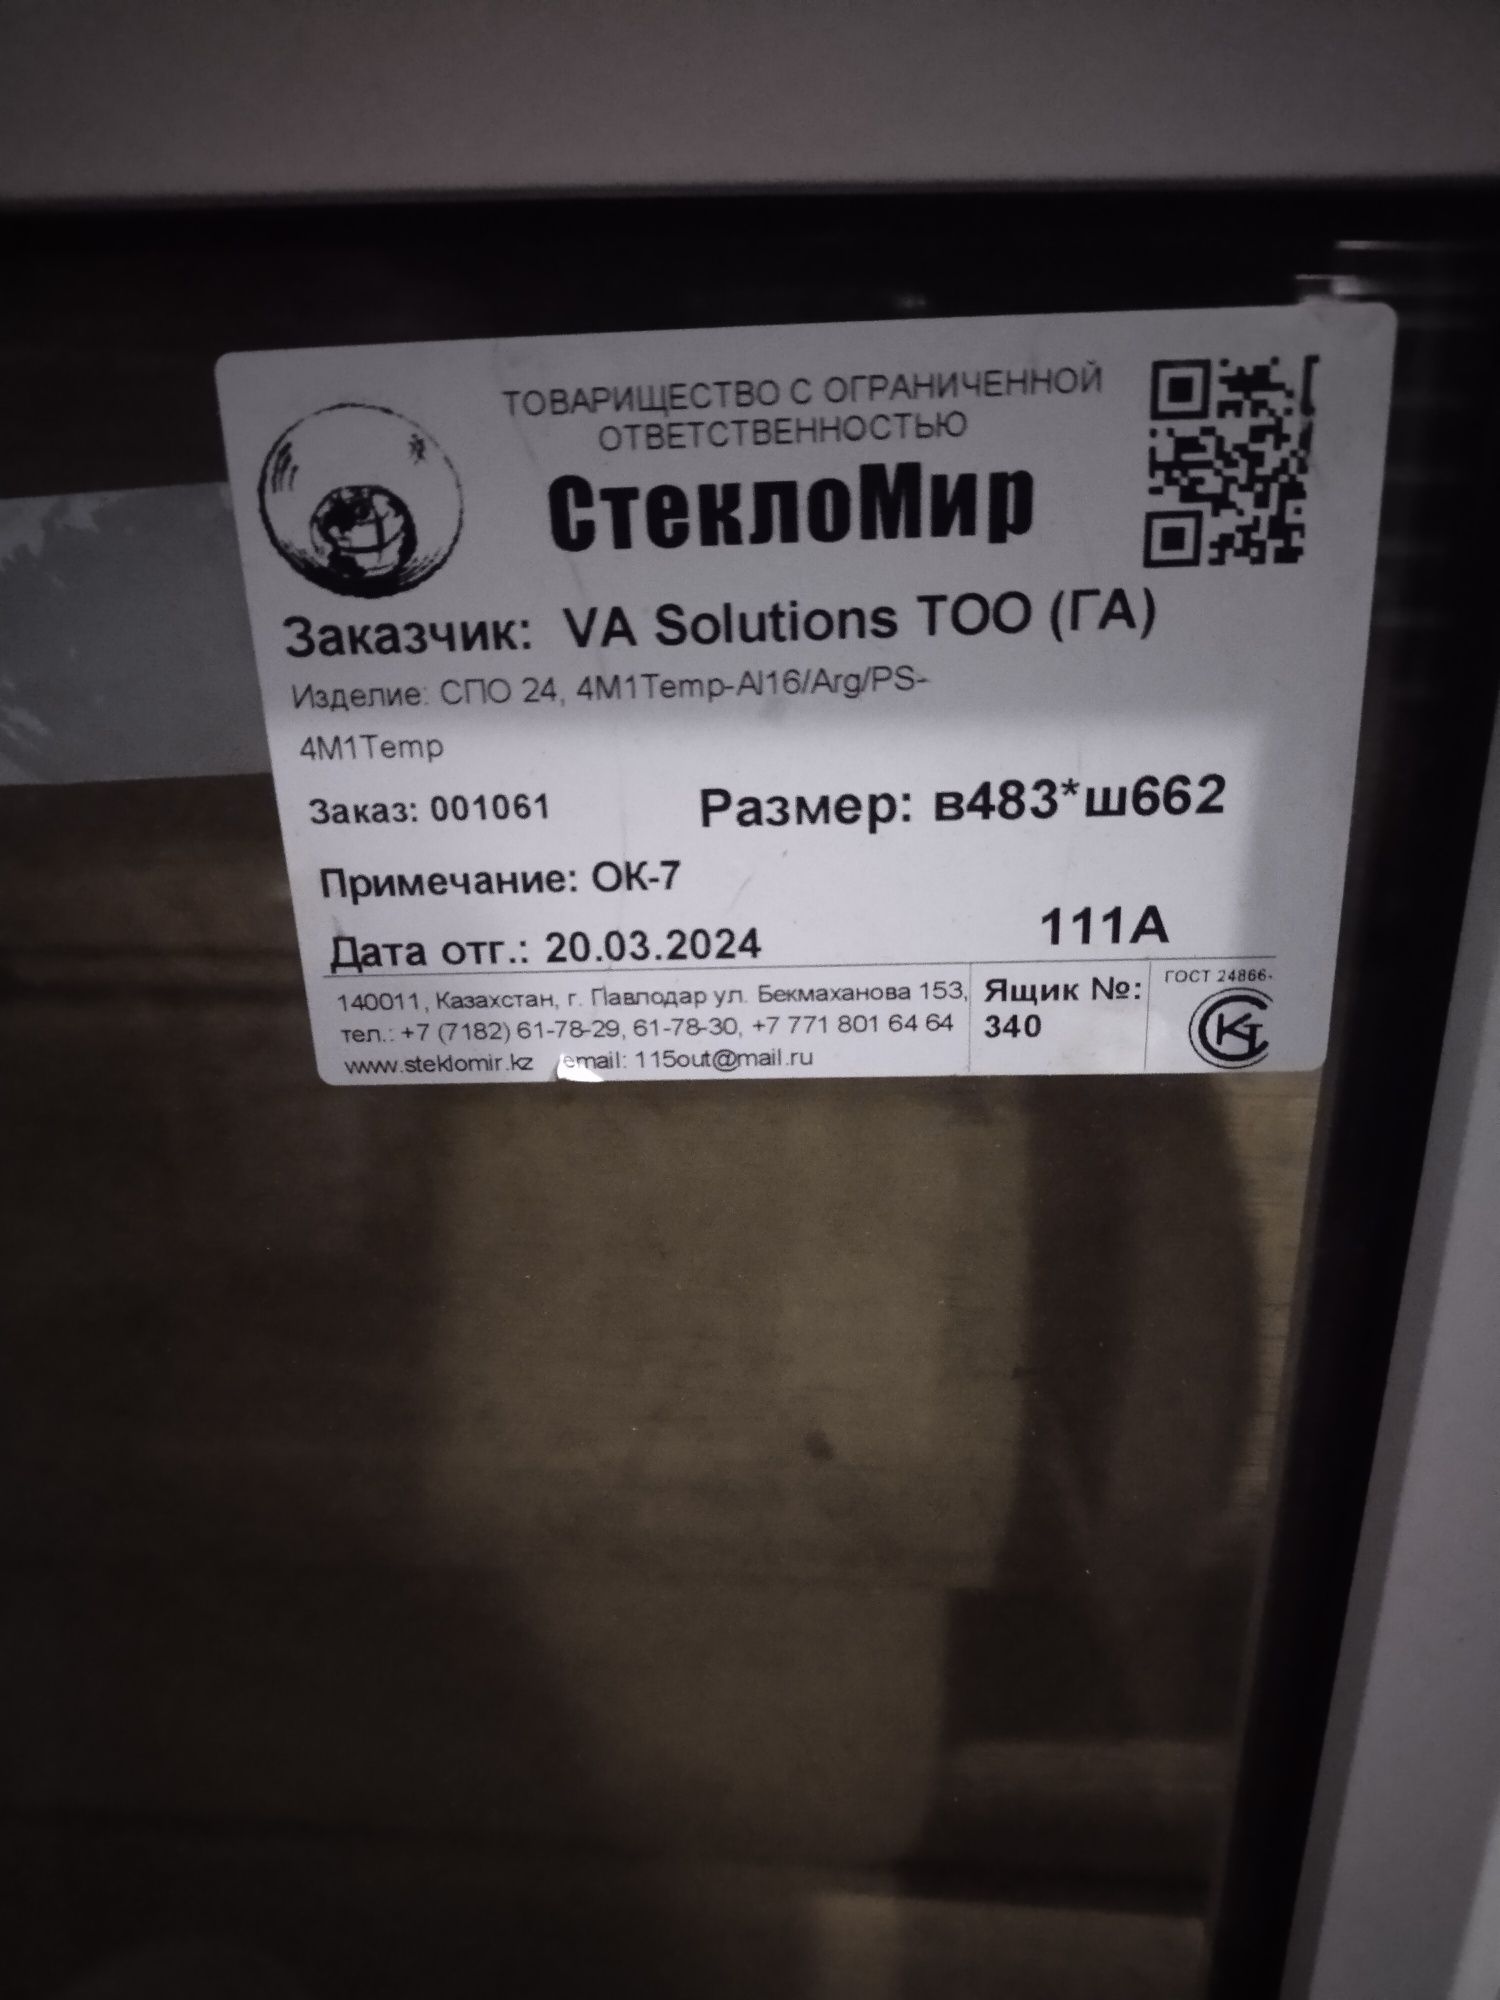 ТОВАРИЩЕСТВО С ОГРАНИЧЕННОЙ
ОТВЕТСТВЕННОСТЬЮ
СтеклоМир
Заказчик: VA Solutions ТОО (ГА)
Изделие: СПО 24, 4М1Temp-Al16/Arg/PS-
4М1Temp
Заказ: 001061
Размер: в483*ш662
Примечание: ОК-7
Дата отг.: 20.03.2024
111А
140011, Казахстан, г. Павлодар ул. Бекмаханова 153,
тел.: +7 (7182) 61-78-29, 61-78-30, +7 771 801 64 64
www.steklomir.kz email: 115out@mail.ru
Ящик №:
340
ГОСТ 24866-